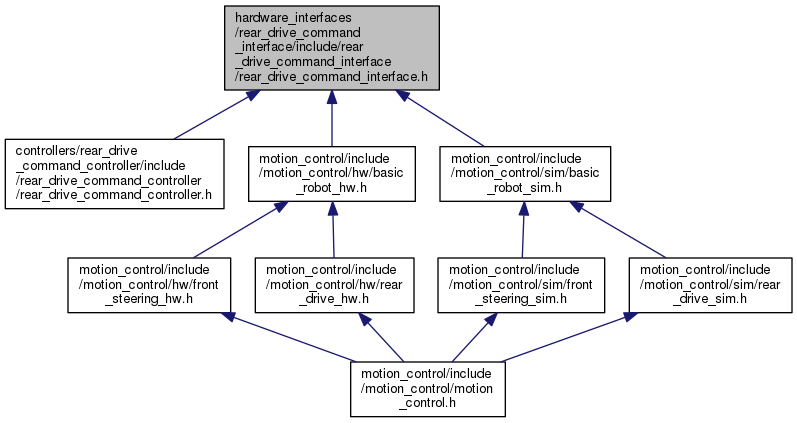 hardware_interfaces
/rear_drive_command
_interface/include/rear
_drive_command_interface
/rear_drive_command_interface.h
controllers/rear_drive
_command_controller/include
/rear_drive_command_controller
/rear_drive_command_controller.h
motion_control/include
/motion_control/hw/basic
_robot_hw.h
motion_control/include
/motion_control/sim/basic
_robot_sim.h
motion_control/include
/motion_control/hw/front
_steering_hw.h
motion_control/include
/motion_control/hw/rear
_drive_hw.h
motion_control/include
/motion_control/sim/front
_steering_sim.h
motion_control/include
/motion_control/sim/rear
_drive_sim.h
motion_control/include
/motion_control/motion
_control.h